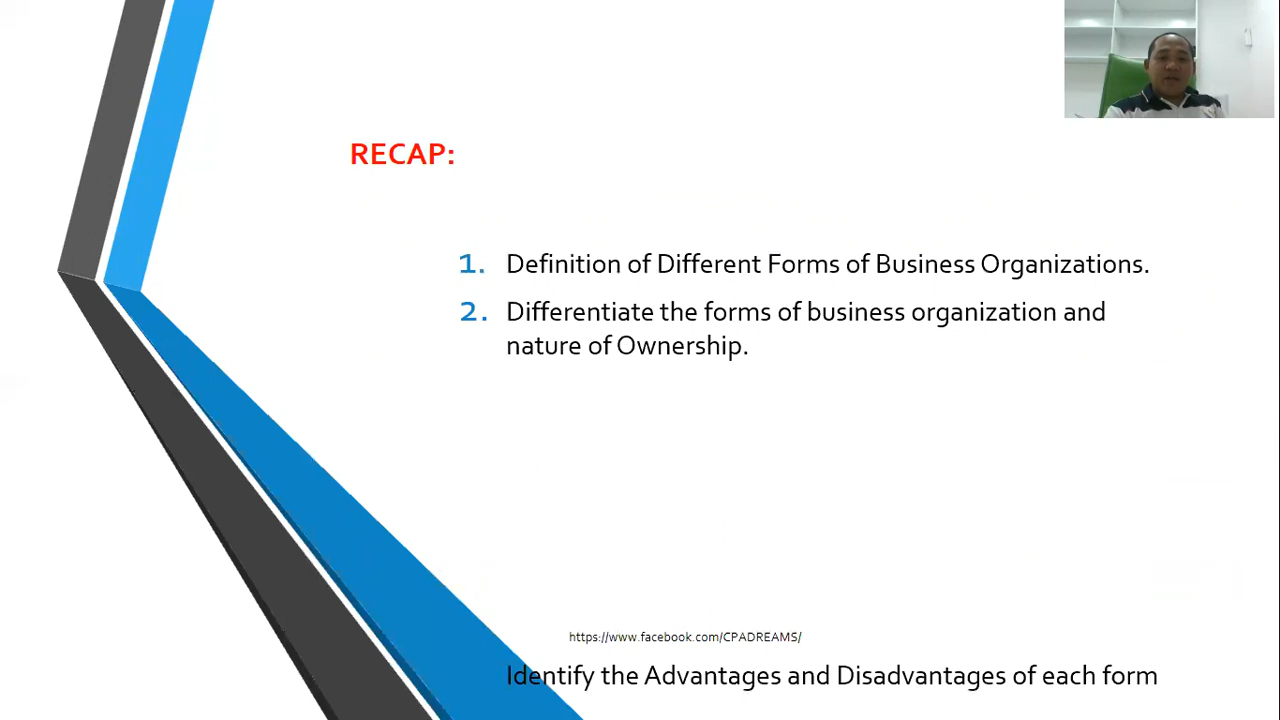 RECAP:
1. Definition of Different Forms of Business Organizations.
2. Differentiate the forms of business organization and
nature of Ownership.
https://www.facebook.com/CPADREAMS/
Identify the Advantages and Disadvantages of each form